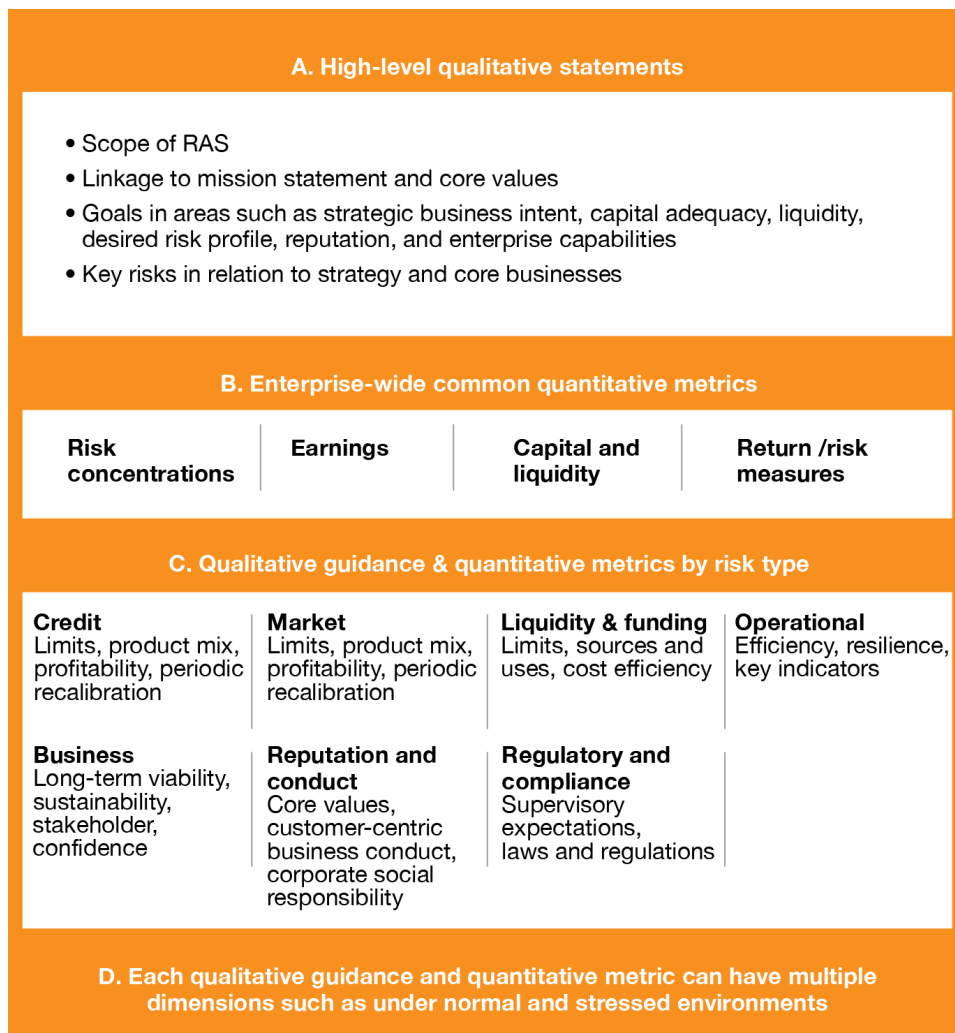 A. High-level qualitative statements
• Scope of RAS
• Linkage to mission statement and core values
• Goals in areas such as strategic business intent, capital adequacy, liquidity,
desired risk profile, reputation, and enterprise capabilities
• Key risks in relation to strategy and core businesses
B. Enterprise-wide common quantitative metrics
Risk
concentrations
Earnings
Capital and
liquidity
Return /risk
measures
C. Qualitative guidance & quantitative metrics by risk type
Credit
Limits, product mix,
profitability, periodic
recalibration
Market
Limits, product mix,
profitability, periodic
recalibration
Liquidity & funding
Limits, sources and
uses, cost efficiency
Operational
Efficiency, resilience,
key indicators
Business
Long-term viability,
sustainability,
stakeholder,
confidence
Reputation and
conduct
Core values,
customer-centric
business conduct,
corporate social
responsibility
Regulatory and
compliance
Supervisory
expectations,
laws and regulations
D. Each qualitative guidance and quantitative metric can have multiple
dimensions such as under normal and stressed environments